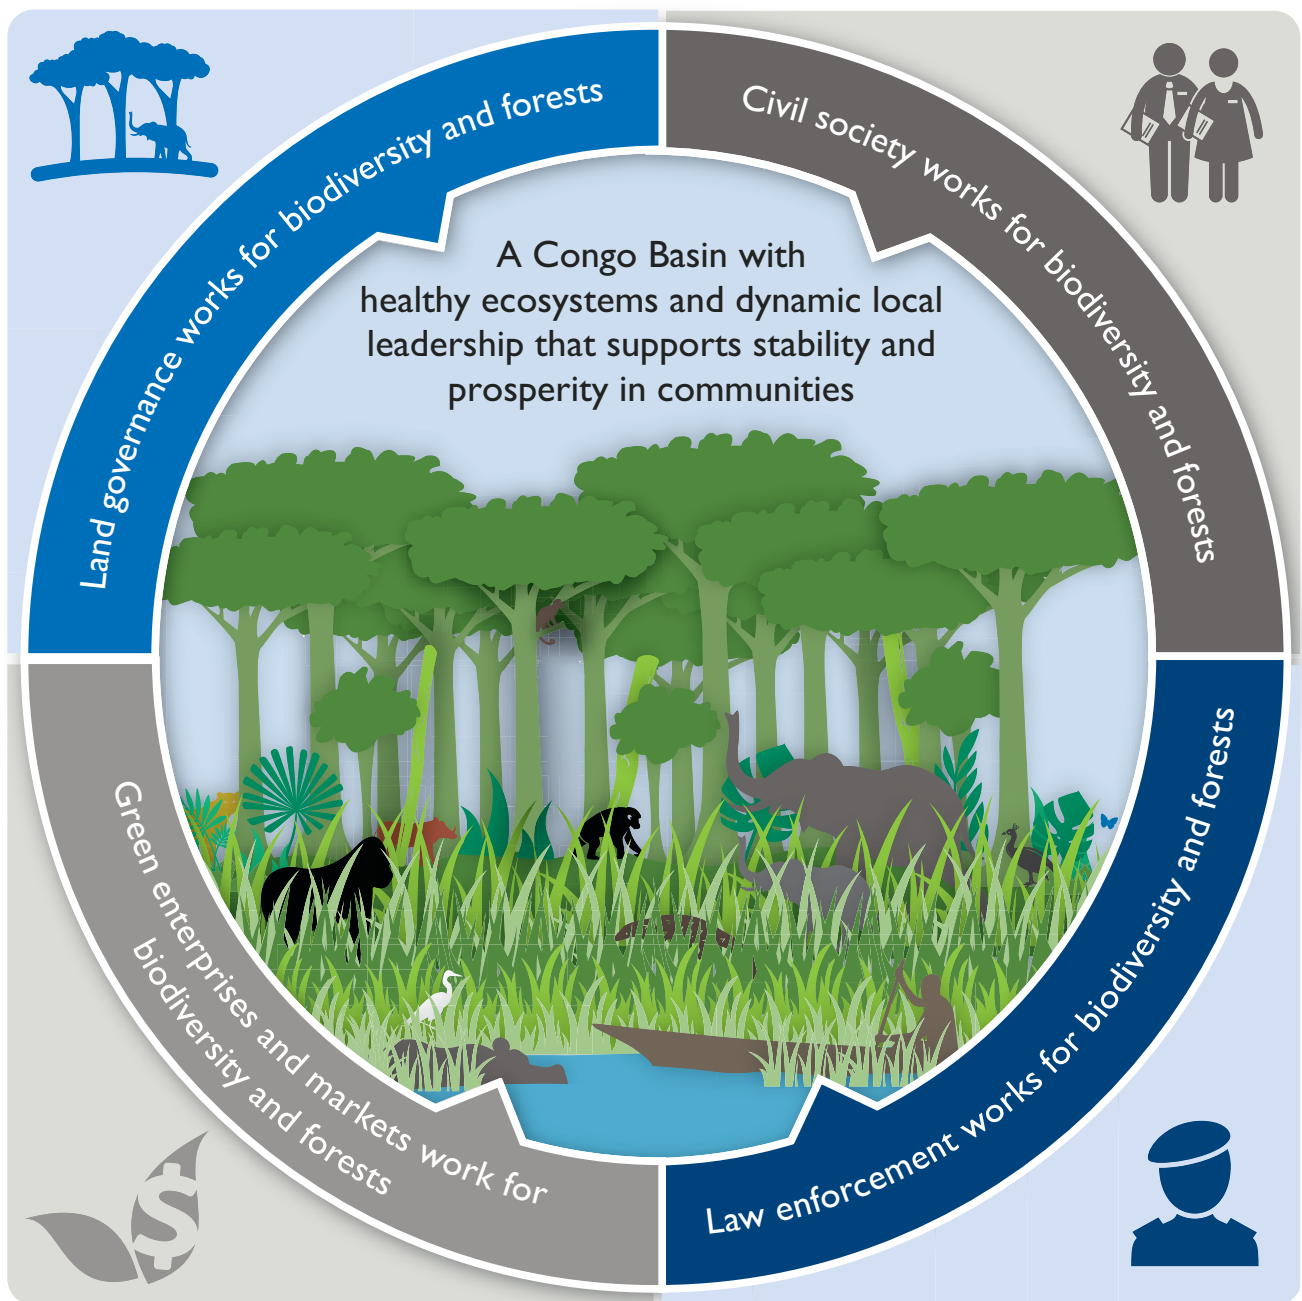 Land governance works for biodiversity and forests
Civil society works for biodiversity and forests
A Congo Basin with
healthy ecosystems and dynamic local
leadership that supports stability and
prosperity in communities
Green enterprises and markets work for
biodiversity and forests
Law enforcement works for biodiversity and forests
$